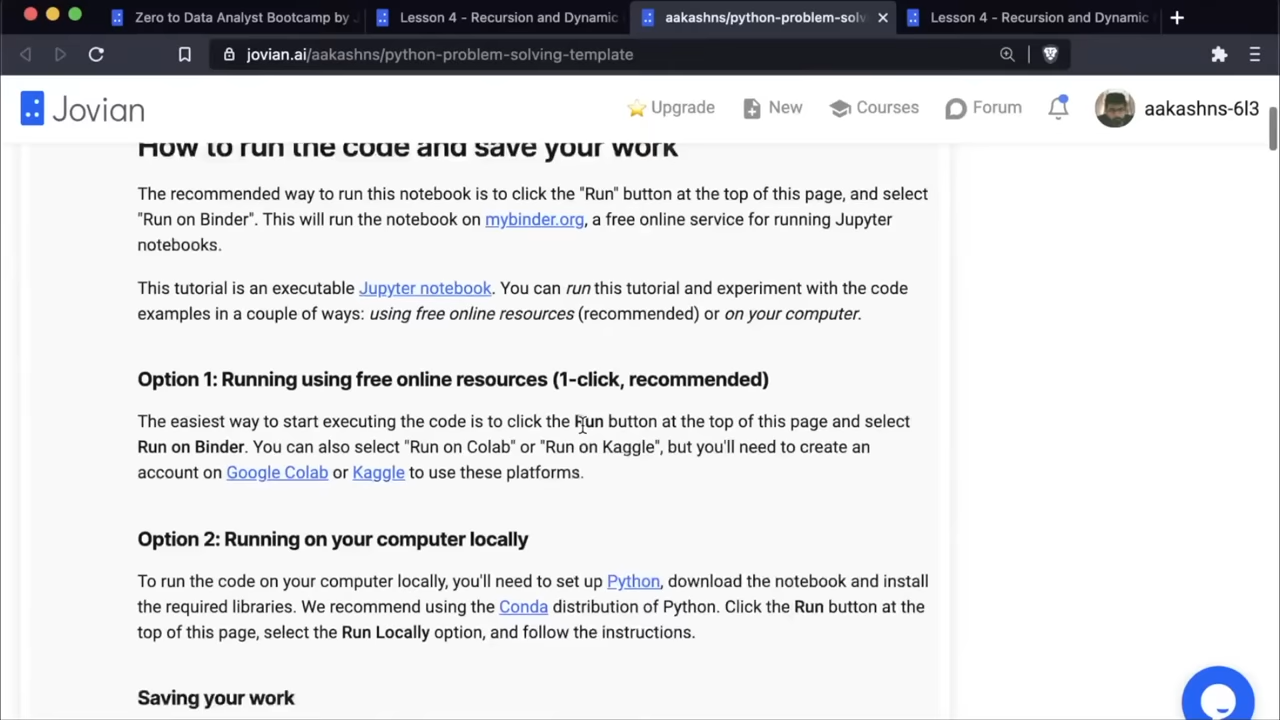 Zero to Data Analyst Bootcamp by J
Lesson 4 - Recursion and Dynamic
aakashns/python-problem-solv
Lesson 4 - Recursion and Dynamic
jovian.ai/aakashns/python-problem-solving-template
Jovian
Upgrade
New
Courses
Forum
aakashns-6l3
How to run the code and save your work
The recommended way to run this notebook is to click the "Run" button at the top of this page, and select
"Run on Binder". This will run the notebook on mybinder.org, a free online service for running Jupyter
notebooks.
This tutorial is an executable Jupyter notebook. You can run this tutorial and experiment with the code
examples in a couple of ways: using free online resources (recommended) or on your computer.
Option 1: Running using free online resources (1-click, recommended)
The easiest way to start executing the code is to click the Run button at the top of this page and select
Run on Binder. You can also select "Run on Colab" or "Run on Kaggle", but you'll need to create an
account on Google Colab or Kaggle to use these platforms.
Option 2: Running on your computer locally
To run the code on your computer locally, you'll need to set up Python, download the notebook and install
the required libraries. We recommend using the Conda distribution of Python. Click the Run button at the
top of this page, select the Run Locally option, and follow the instructions.
Saving your work